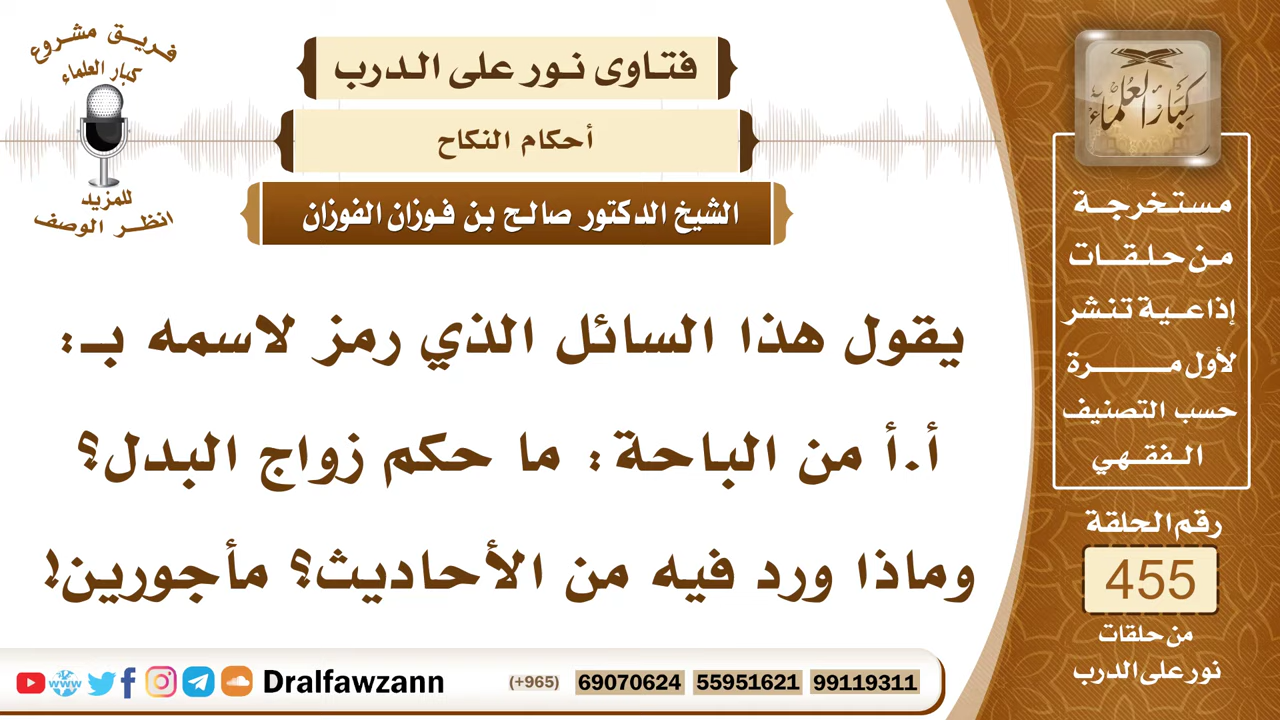 فريق مشروع
كبار العلماء
للمزيد
انظر الوصف
فتاوى نور على الدرب
أحكام النكاح
الشيخ الدكتور صالح بن فوزان الفوزان
يقول هذا السائل الذي رمز لاسمه بـ:
أ.أ من الباحة: ما حكم زواج البدل؟
وماذا ورد فيه من الأحاديث؟ مأجورين!
كبار العلماء
مستخرجة
من حلقات
إذاعية تنشر
لأول مرة
حسب التصنيف
الفقهي
رقم الحلقة
455
من حلقات
نور على الدرب
Dralfawzann (+965) 69070624 55951621 99119311
www